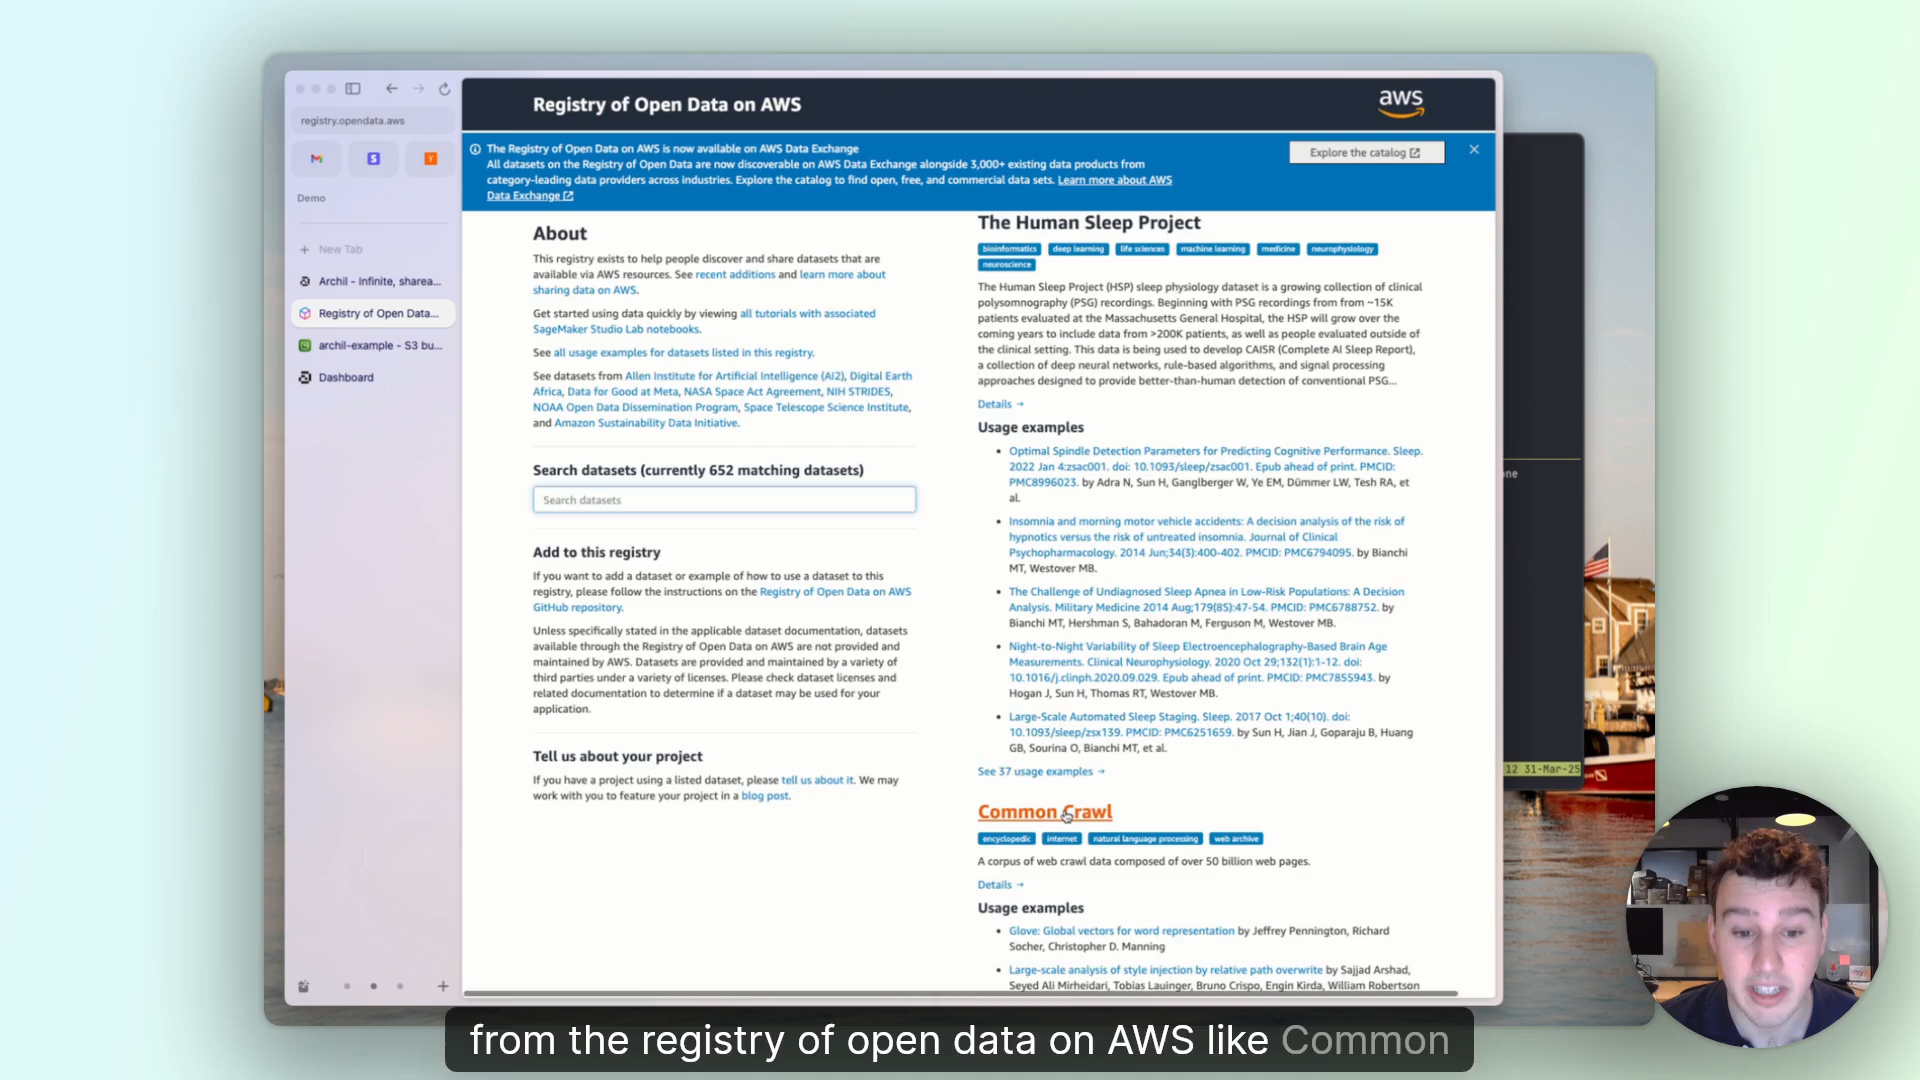 registry.opendata.aws
Demo
New Tab
Archil - Infinite, sharea...
Registry of Open Data...
archil-example - S3 bu...
Dashboard
Registry of Open Data on AWS
aws
The Registry of Open Data on AWS is now available on AWS Data Exchange
All datasets on the Registry of Open Data are now discoverable on AWS Data Exchange alongside 3,000+ existing data products from
category-leading data providers across industries. Explore the catalog to find open, free, and commercial data sets. Learn more about AWS
Data Exchange
Explore the catalog
About
This registry exists to help people discover and share datasets that are
available via AWS resources. See recent additions and learn more about
sharing data on AWS.
Get started using data quickly by viewing all tutorials with associated
SageMaker Studio Lab notebooks.
See all usage examples for datasets listed in this registry.
See datasets from Allen Institute for Artificial Intelligence (AI2), Digital Earth
Africa, Data for Good at Meta, NASA Space Act Agreement, NIH STRIDES,
NOAA Open Data Dissemination Program, Space Telescope Science Institute,
and Amazon Sustainability Data Initiative.
Search datasets (currently 652 matching datasets)
Search datasets
Add to this registry
If you want to add a dataset or example of how to use a dataset to this
registry, please follow the instructions on the Registry of Open Data on AWS
GitHub repository.
Unless specifically stated in the applicable dataset documentation, datasets
available through the Registry of Open Data on AWS are not provided and
maintained by AWS. Datasets are provided and maintained by a variety of
third parties under a variety of licenses. Please check dataset licenses and
related documentation to determine if a dataset may be used for your
application.
Tell us about your project
If you have a project using a listed dataset, please tell us about it. We may
work with you to feature your project in a blog post.
The Human Sleep Project
bioinformatics deep learning life sciences machine learning medicine neurophysiology
neuroscience
The Human Sleep Project (HSP) sleep physiology dataset is a growing collection of clinical
polysomnography (PSG) recordings. Beginning with PSG recordings from from ~15K
patients evaluated at the Massachusetts General Hospital, the HSP will grow over the
coming years to include data from >200K patients, as well as people evaluated outside of
the clinical setting. This data is being used to develop CAISR (Complete AI Sleep Report),
a collection of deep neural networks, rule-based algorithms, and signal processing
approaches designed to provide better-than-human detection of conventional PSG...
Details →
Usage examples
• Optimal Spindle Detection Parameters for Predicting Cognitive Performance. Sleep.
2022 Jan 4:zsac001. doi: 10.1093/sleep/zsac001. Epub ahead of print. PMCID:
PMC8996023. by Adra N, Sun H, Ganglberger W, Ye EM, Dümmer LW, Tesh RA, et
al.
• Insomnia and morning motor vehicle accidents: A decision analysis of the risk of
hypnotics versus the risk of untreated insomnia. Journal of Clinical
Psychopharmacology. 2014 Jun;34(3):400-402. PMCID: PMC6794095. by Bianchi
MT, Westover MB.
• The Challenge of Undiagnosed Sleep Apnea in Low-Risk Populations: A Decision
Analysis. Military Medicine 2014 Aug;179(8S):47-54. PMCID: PMC6788752. by
Bianchi MT, Hershman S, Bahadoran M, Ferguson M, Westover MB.
• Night-to-Night Variability of Sleep Electroencephalography-Based Brain Age
Measurements. Clinical Neurophysiology. 2020 Oct 29;132(1):1-12. doi:
10.1016/j.clinph.2020.09.029. Epub ahead of print. PMCID: PMC7855943. by
Hogan J, Sun H, Thomas RT, Westover MB.
• Large-Scale Automated Sleep Staging. Sleep. 2017 Oct 1;40(10). doi:
10.1093/sleep/zsx139. PMCID: PMC6251659. by Sun H, Jian J, Goparaju B, Huang
GB, Sourina O, Bianchi MT, et al.
See 37 usage examples →
Common Crawl
encyclopedic internet natural language processing web archive
A corpus of web crawl data composed of over 50 billion web pages.
Details →
Usage examples
• Glove: Global vectors for word representation by Jeffrey Pennington, Richard
Socher, Christopher D. Manning
• Large-scale analysis of style injection by relative path overwrite by Sajjad Arshad,
Seyed Ali Mirheidari, Tobias Lauinger, Bruno Crispo, Engin Kirda, William Robertson
one
12 31-Mar-25
from the registry of open data on AWS like Common